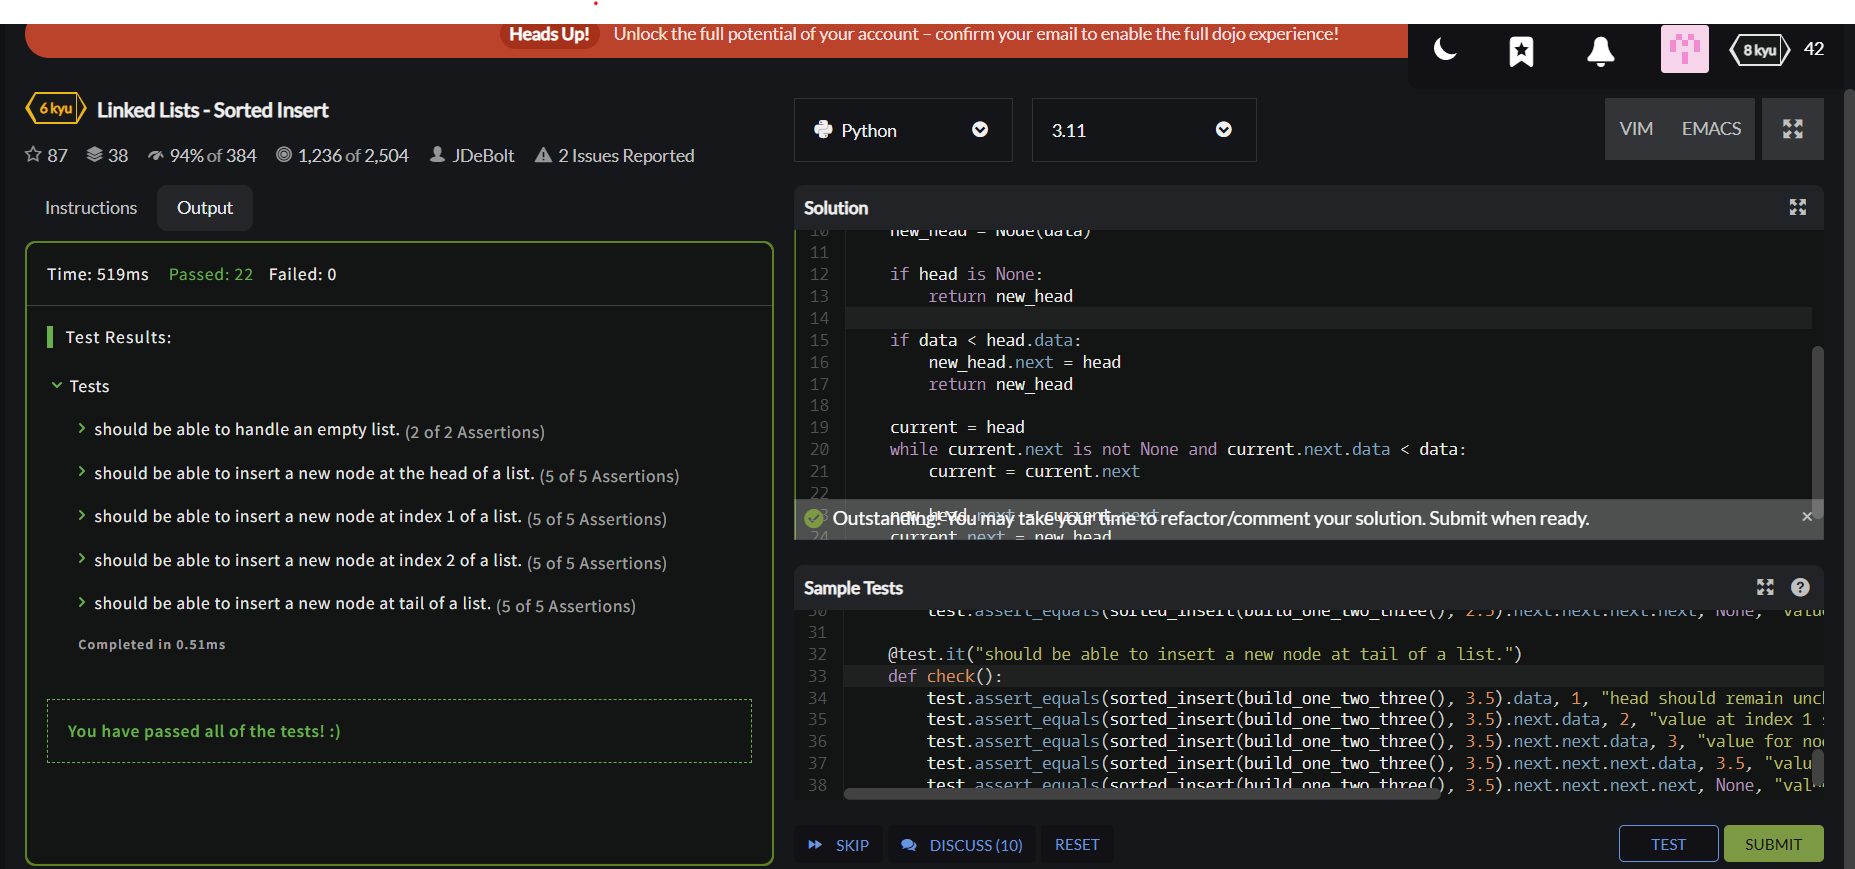 Heads Up! Unlock the full potential of your account – confirm your email to enable the full dojo experience!
8 kyu 42
6 kyu Linked Lists - Sorted Insert
87 38 94% of 384 1,236 of 2,504 JDeBolt 2 Issues Reported
Instructions Output
Time: 519ms Passed: 22 Failed: 0
Test Results:
Tests
should be able to handle an empty list. (2 of 2 Assertions)
should be able to insert a new node at the head of a list. (5 of 5 Assertions)
should be able to insert a new node at index 1 of a list. (5 of 5 Assertions)
should be able to insert a new node at index 2 of a list. (5 of 5 Assertions)
should be able to insert a new node at tail of a list. (5 of 5 Assertions)
Completed in 0.51ms
You have passed all of the tests! :)
Python 3.11 VIM EMACS
Solution
10 new_head = Node(data)
11
12 if head is None:
13 return new_head
14
15 if data < head.data:
16 new_head.next = head
17 return new_head
18
19 current = head
20 while current.next is not None and current.next.data < data:
21 current = current.next
22
23 new_head.next = current.next
Outstanding! You may take your time to refactor/comment your solution. Submit when ready. ×
24 current.next = new_head
Sample Tests ?
30 test.assert_equals(sorted_insert(build_one_two_three(), 2.5).next.next.next.next, None, "valu
31
32 @test.it("should be able to insert a new node at tail of a list.")
33 def check():
34 test.assert_equals(sorted_insert(build_one_two_three(), 3.5).data, 1, "head should remain uncl
35 test.assert_equals(sorted_insert(build_one_two_three(), 3.5).next.data, 2, "value at index 1 s
36 test.assert_equals(sorted_insert(build_one_two_three(), 3.5).next.next.data, 3, "value for no
37 test.assert_equals(sorted_insert(build_one_two_three(), 3.5).next.next.next.data, 3.5, "valu
38 test.assert_equals(sorted_insert(build_one_two_three(), 3.5).next.next.next.next, None, "val
SKIP DISCUSS (10) RESET TEST SUBMIT